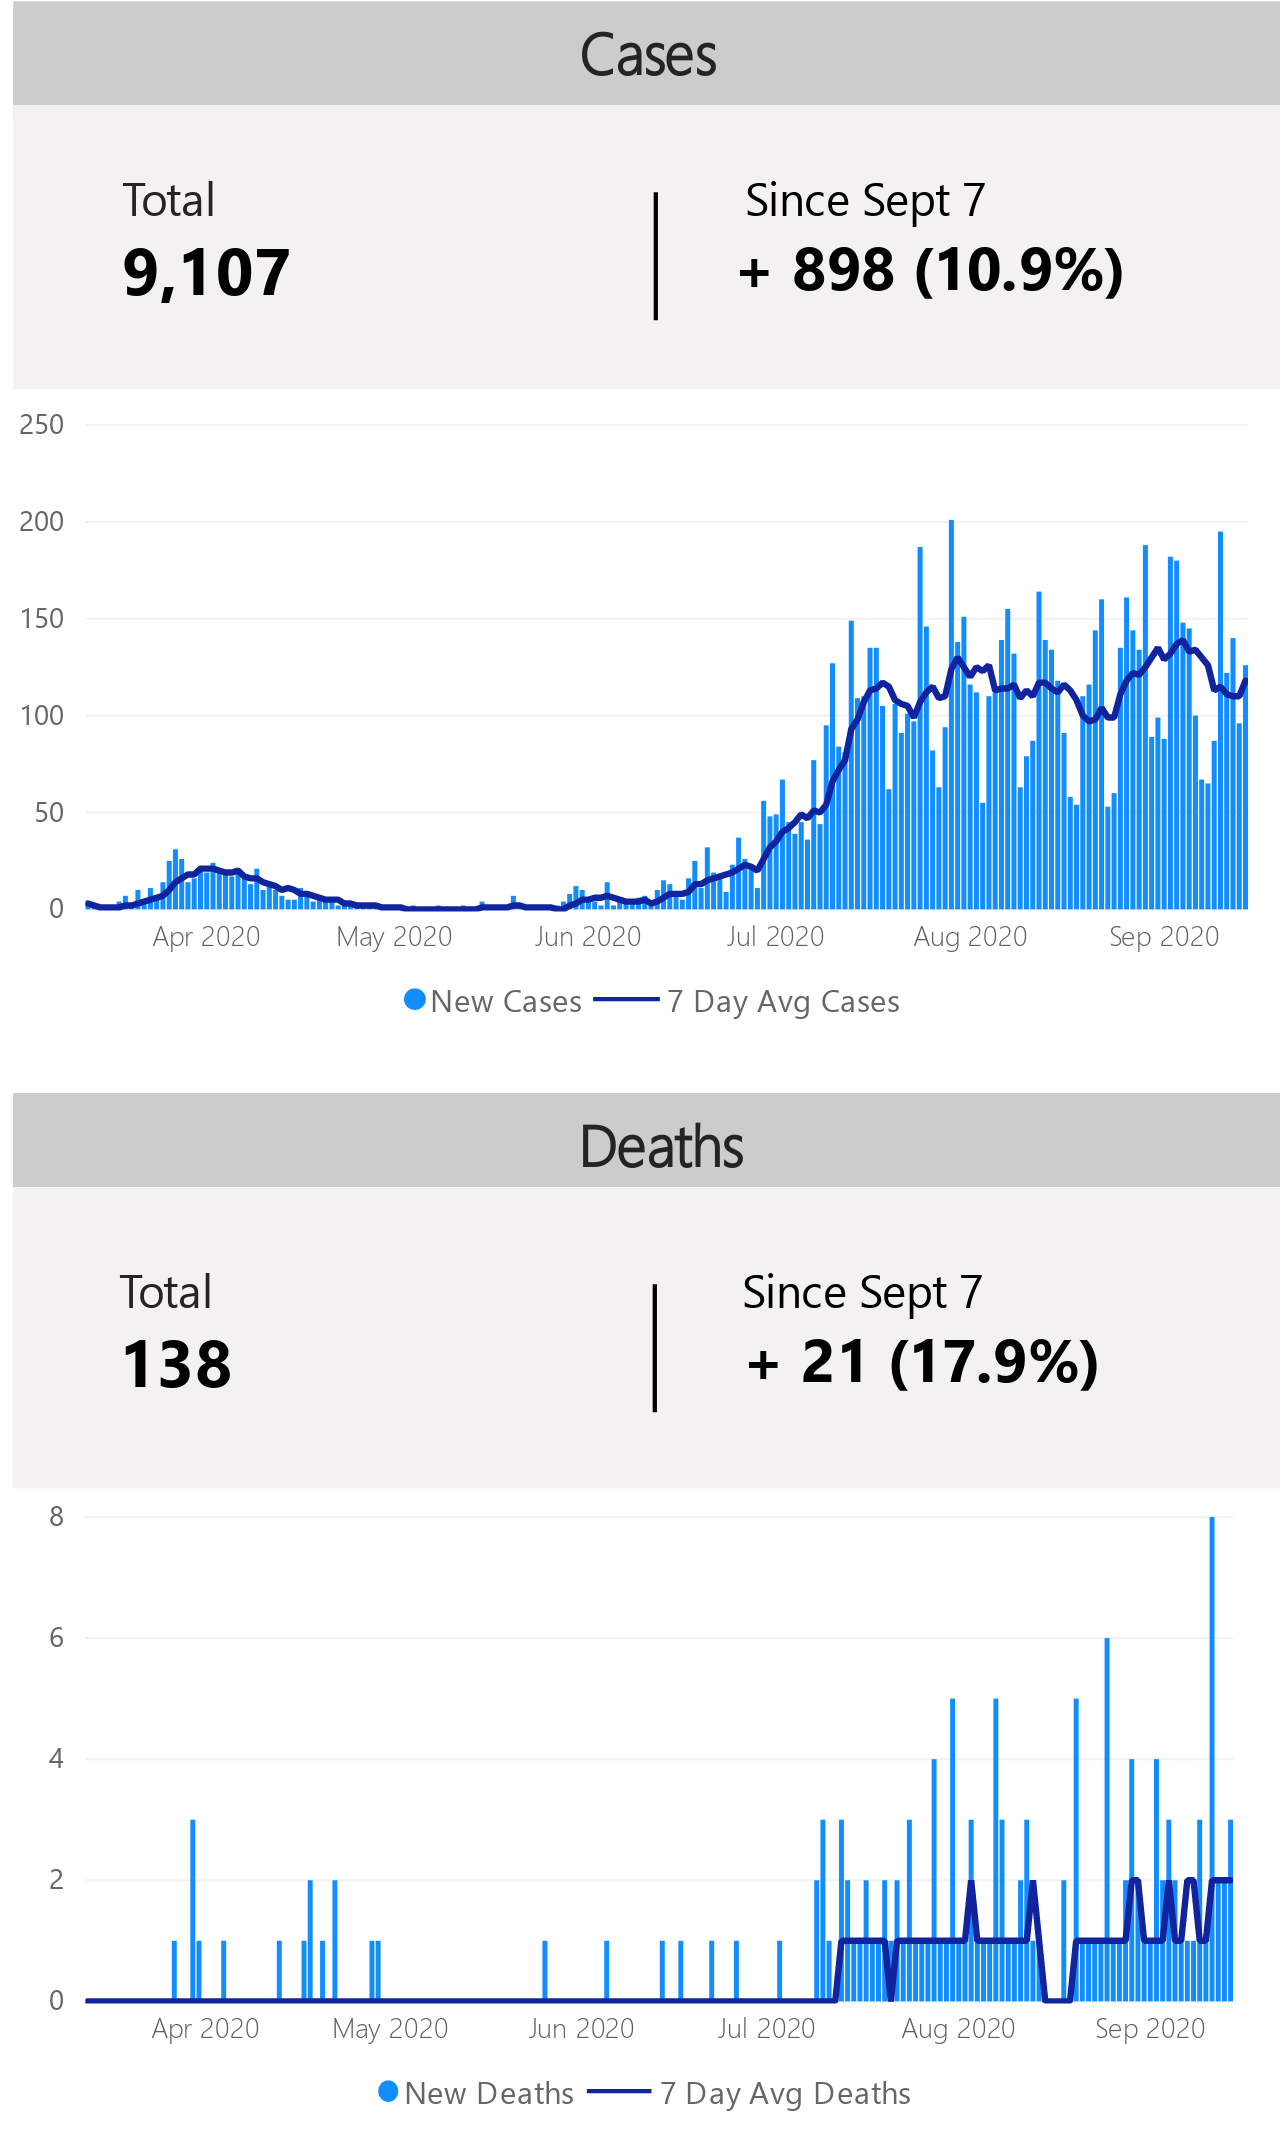 Cases
Total
Since Sept 7
9,107
+ 898 (10.9%)
250
200
150
100
50
0
Apr 2020 May 2020 Jun 2020 Jul 2020 Aug 2020 Sep 2020
New Cases 7 Day Avg Cases
Deaths
Total
Since Sept 7
138
+ 21 (17.9%)
8
6
4
2
0
Apr 2020 May 2020 Jun 2020 Jul 2020 Aug 2020 Sep 2020
New Deaths 7 Day Avg Deaths